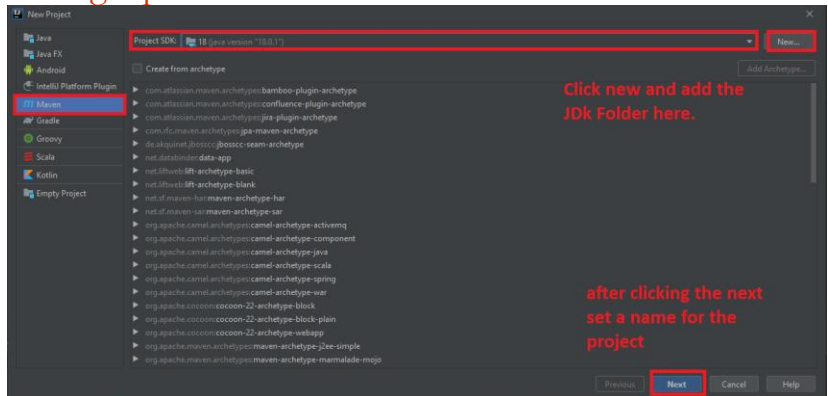 New Project
Java
Java FX
Android
IntelliJ Platform Plugin
Maven
Gradle
Groovy
Scala
Kotlin
Empty Project
Project SDK: 18 (java version "18.0.1")
New...
Create from archetype
Add Archetype...
com.atlassian.maven.archetypes:bamboo-plugin-archetype
com.atlassian.maven.archetypes:confluence-plugin-archetype
com.atlassian.maven.archetypes:jira-plugin-archetype
com.rfc.maven.archetypes:jpa-maven-archetype
de.akquinet.jbosscc:jbosscc-seam-archetype
net.databinder:data-app
net.liftweb:lift-archetype-basic
net.liftweb:lift-archetype-blank
net.sf.maven-har:maven-archetype-har
net.sf.maven-sar:maven-archetype-sar
org.apache.camel.archetypes:camel-archetype-activemq
org.apache.camel.archetypes:camel-archetype-component
org.apache.camel.archetypes:camel-archetype-java
org.apache.camel.archetypes:camel-archetype-scala
org.apache.camel.archetypes:camel-archetype-spring
org.apache.camel.archetypes:camel-archetype-war
org.apache.cocoon:cocoon-22-archetype-block
org.apache.cocoon:cocoon-22-archetype-block-plain
org.apache.cocoon:cocoon-22-archetype-webapp
org.apache.maven.archetypes:maven-archetype-j2ee-simple
org.apache.maven.archetypes:maven-archetype-marmalade-mojo
Click new and add the
JDk Folder here.
after clicking the next
set a name for the
project
Previous
Next
Cancel
Help